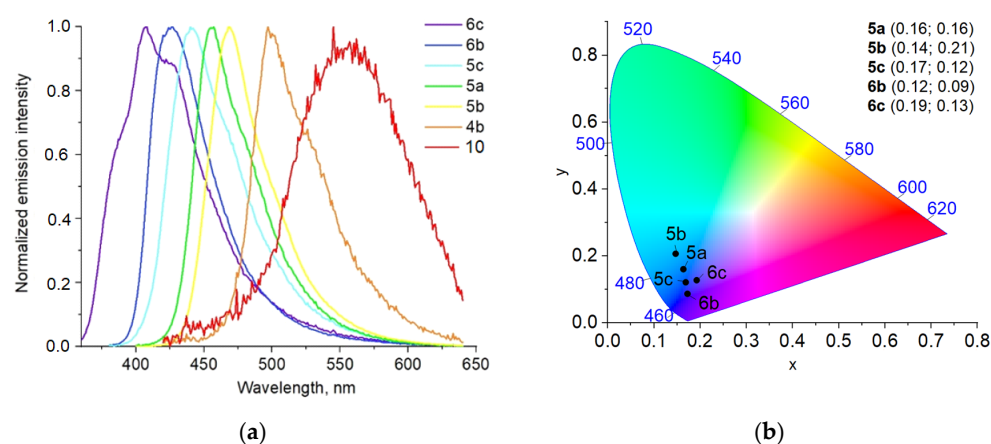 Normalized emission intensity
1.0
0.8
0.6
0.4
0.2
0.0
400
450
500
550
600
650
Wavelength, nm
6c
6b
5c
5a
5b
4b
10
(a)
y
0.8
0.6
0.4
0.2
0.0
0.0
0.1
0.2
0.3
0.4
0.5
0.6
0.7
0.8
x
520
540
560
580
600
620
500
480
460
5b
5a
5c
6c
6b
5a (0.16; 0.16)
5b (0.14; 0.21)
5c (0.17; 0.12)
6b (0.12; 0.09)
6c (0.19; 0.13)
(b)